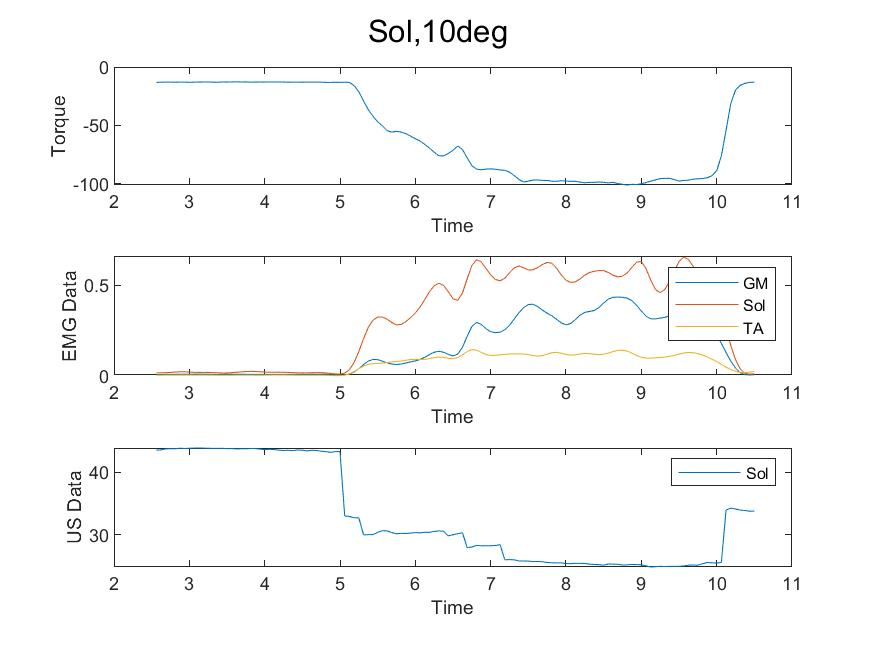 Sol,10deg
0
-50
-100
Torque
2 3 4 5 6 7 8 9 10 11
Time
0.5
0
EMG Data
GM
Sol
TA
2 3 4 5 6 7 8 9 10 11
Time
40
30
US Data
Sol
2 3 4 5 6 7 8 9 10 11
Time